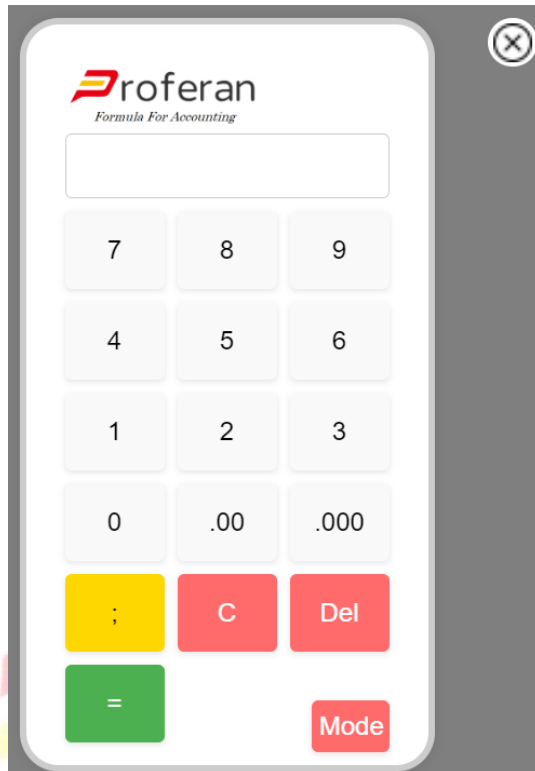 Proferan
Formula For Accounting
7 8 9
4 5 6
1 2 3
0 .00 .000
; C Del
=
Mode